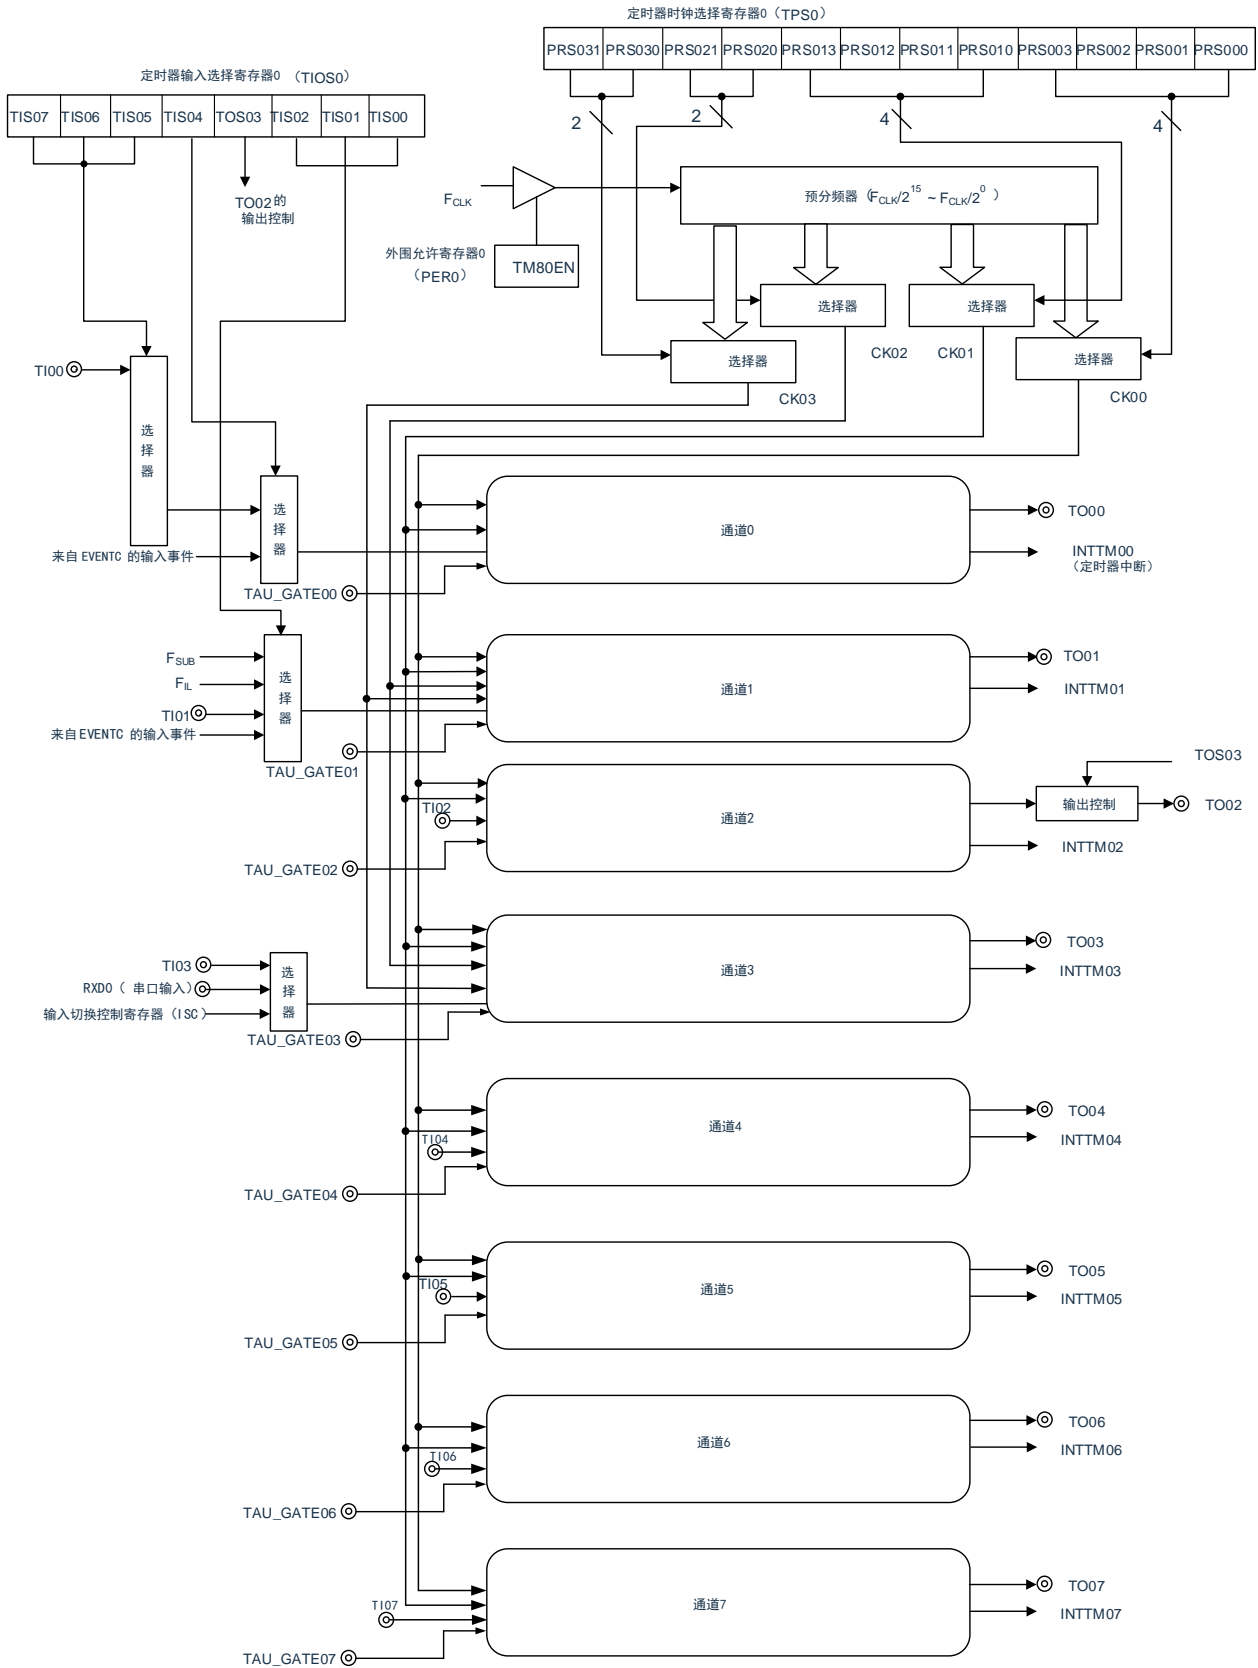 定时器时钟选择寄存器0（TPS0）
PRS031 PRS030 PRS021 PRS020 PRS013 PRS012 PRS011 PRS010 PRS003 PRS002 PRS001 PRS000
定时器输入选择寄存器0 （TIOS0）
TIS07 TIS06 TIS05 TIS04 TOS03 TIS02 TIS01 TIS00
2
2
4
4
TO02的
输出控制
FCLK
预分频器（FCLK/2^15 ~ FCLK/2^0 ）
外围允许寄存器0
（PER0）
TM80EN
选择器
选择器
选择器
选择器
CK02
CK01
CK03
CK00
TI00
选择器
选择器
来自 EVENTC 的输入事件
TAU_GATE00
通道0
TO00
INTTM00
（定时器中断）
FSUB
FIL
TI01
来自 EVENTC 的输入事件
选择器
TAU_GATE01
通道1
TO01
INTTM01
TOS03
TI02
TAU_GATE02
通道2
输出控制
TO02
INTTM02
TI03
RXD0（ 串口输入）
输入切换控制寄存器（ISC）
选择器
TAU_GATE03
通道3
TO03
INTTM03
TI04
TAU_GATE04
通道4
TO04
INTTM04
TI05
TAU_GATE05
通道5
TO05
INTTM05
TI06
TAU_GATE06
通道6
TO06
INTTM06
TI07
TAU_GATE07
通道7
TO07
INTTM07